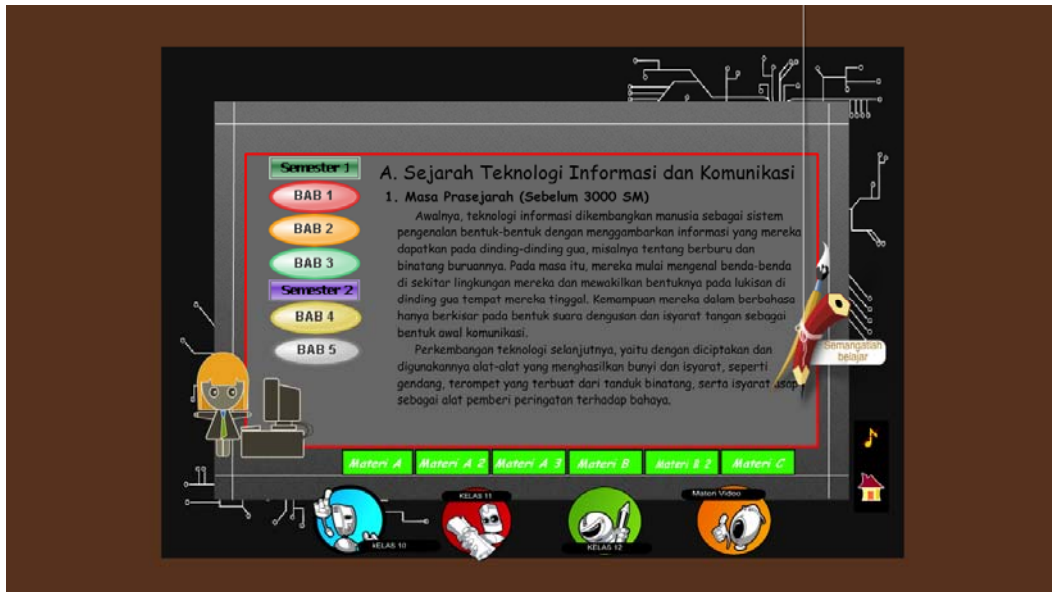 Semester 1
BAB 1
BAB 2
BAB 3
Semester 2
BAB 4
BAB 5
A. Sejarah Teknologi Informasi dan Komunikasi
1. Masa Prasejarah (Sebelum 3000 SM)
Awalnya, teknologi informasi dikembangkan manusia sebagai sistem
pengenalan bentuk-bentuk dengan menggambarkan informasi yang mereka
dapatkan pada dinding-dinding gua, misalnya tentang berburu dan
binatang buruannya. Pada masa itu, mereka mulai mengenal benda-benda
di sekitar lingkungan mereka dan mewakilkan bentuknya pada lukisan di
dinding gua tempat mereka tinggal. Kemampuan mereka dalam berbahasa
hanya berkisar pada bentuk suara dengusan dan isyarat tangan sebagai
bentuk awal komunikasi.
Perkembangan teknologi selanjutnya, yaitu dengan diciptakan dan
digunakannya alat-alat yang menghasilkan bunyi dan isyarat, seperti
gendang, terompet yang terbuat dari tanduk binatang, serta isyarat asap
sebagai alat pemberi peringatan terhadap bahaya.
Semangatlah
belajar
Materi A
Materi A 2
Materi A 3
Materi B
Materi B 2
Materi C
KELAS 10
KELAS 11
KELAS 12
Materi Video